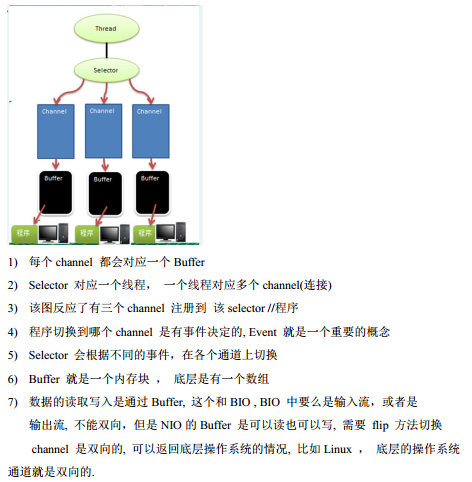 Thread
Selector
Channel Channel Channel
Buffer Buffer Buffer
程序 程序 程序
1) 每个 channel 都会对应一个 Buffer
2) Selector 对应一个线程, 一个线程对应多个 channel(连接)
3) 该图反应了有三个 channel 注册到 该 selector //程序
4) 程序切换到哪个 channel 是有事件决定的, Event 就是一个重要的概念
5) Selector 会根据不同的事件，在各个通道上切换
6) Buffer 就是一个内存块 ， 底层是有一个数组
7) 数据的读取写入是通过 Buffer, 这个和 BIO , BIO 中要么是输入流，或者是
输出流, 不能双向，但是 NIO 的 Buffer 是可以读也可以写, 需要 flip 方法切换
channel 是双向的, 可以返回底层操作系统的情况, 比如 Linux ， 底层的操作系统
通道就是双向的.